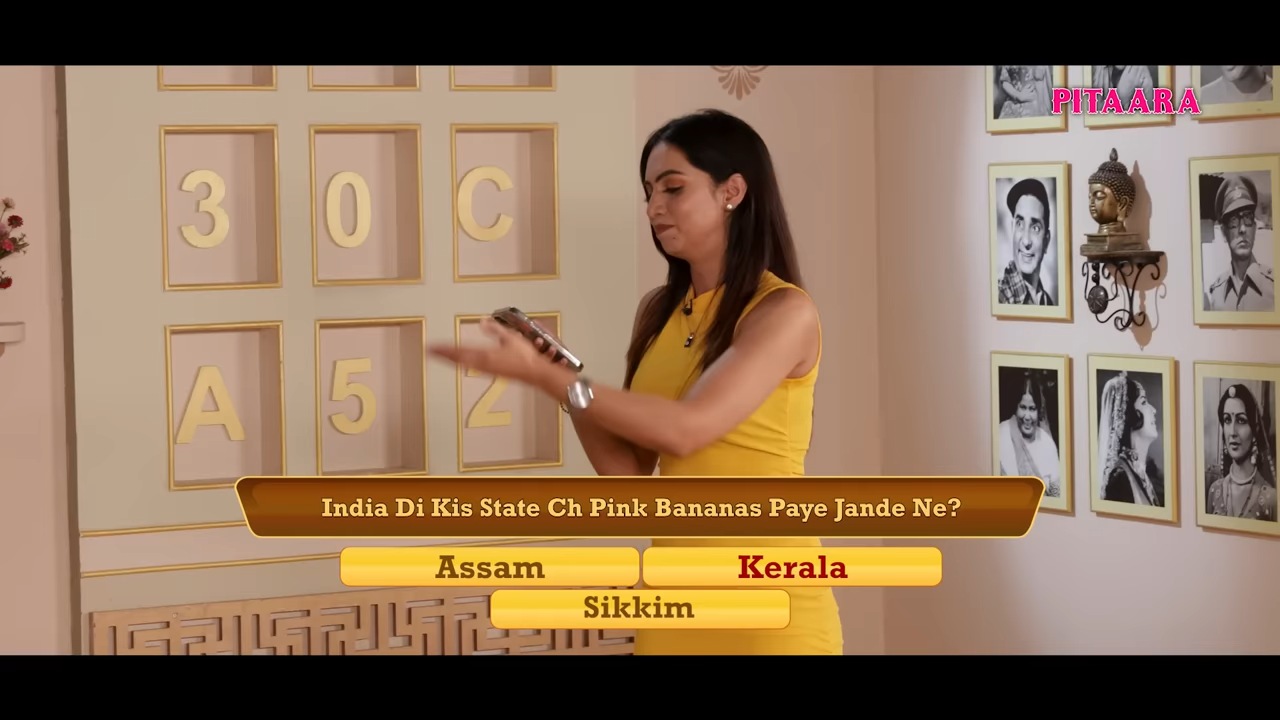 PITAARA
3 0 C
A 5 2
India Di Kis State Ch Pink Bananas Paye Jande Ne?
Assam
Kerala
Sikkim